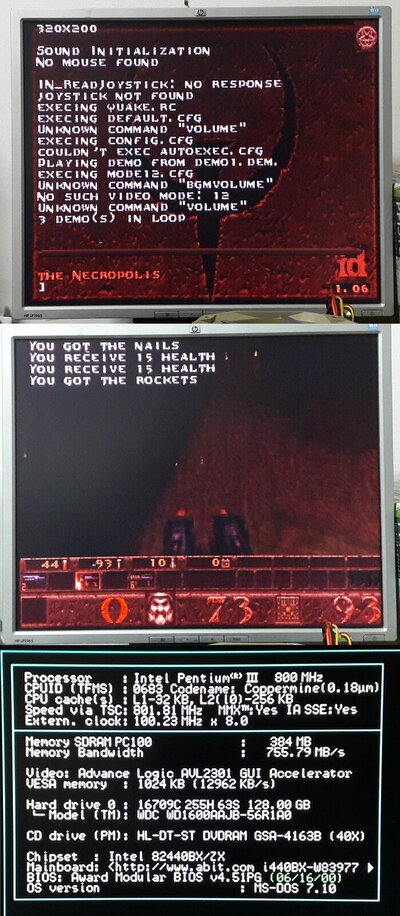 hp
320X200
Sound Initialization
No mouse found
IN_ReadJoystick: no response
joystick not found
execing quake.rc
execing default.cfg
Unknown command "volume"
execing config.cfg
couldn't exec autoexec.cfg
Playing demo from demo1.dem.
execing mode12.cfg
Unknown command "bgmvolume"
No such video mode: 12
Unknown command "volume"
3 demo(s) in loop
The Necropolis
id
]
1.06
HP LP1965
hp
You got the nails
You receive 15 health
You receive 15 health
You got the rockets
44 -93 10 0
0 73 93
HP LP1965
Processor : Intel Pentium(R) III 800 MHz
CPUID (TFMS) : 0683 Codename: Coppermine(0.18µm)
CPU cache(s) : L1-32 KB, L2(10)-256 KB
Speed via TSC: 801.81 MHz MMX™:Yes IA SSE:Yes
Extern. clock: 100.23 MHz x 8.0
Memory SDRAM PC100 : 384 MB
Memory Bandwidth : 755.79 MB/s
Video: Advance Logic AVL2301 GUI Accelerator
VESA memory : 1024 KB (12962 KB/s)
Hard drive 0 : 16709C 255H 63S 128.00 GB
Model (TM): WDC WD1600AAJB-56R1A0
CD drive (PM): HL-DT-ST DVDRAM GSA-4163B (40X)
Chipset : Intel 82440BX/ZX
Mainboard: <http://www.abit.com i440BX-W83977
BIOS: Award Modular BIOS v4.51PG (06/16/00)
OS version : MS-DOS 7.10